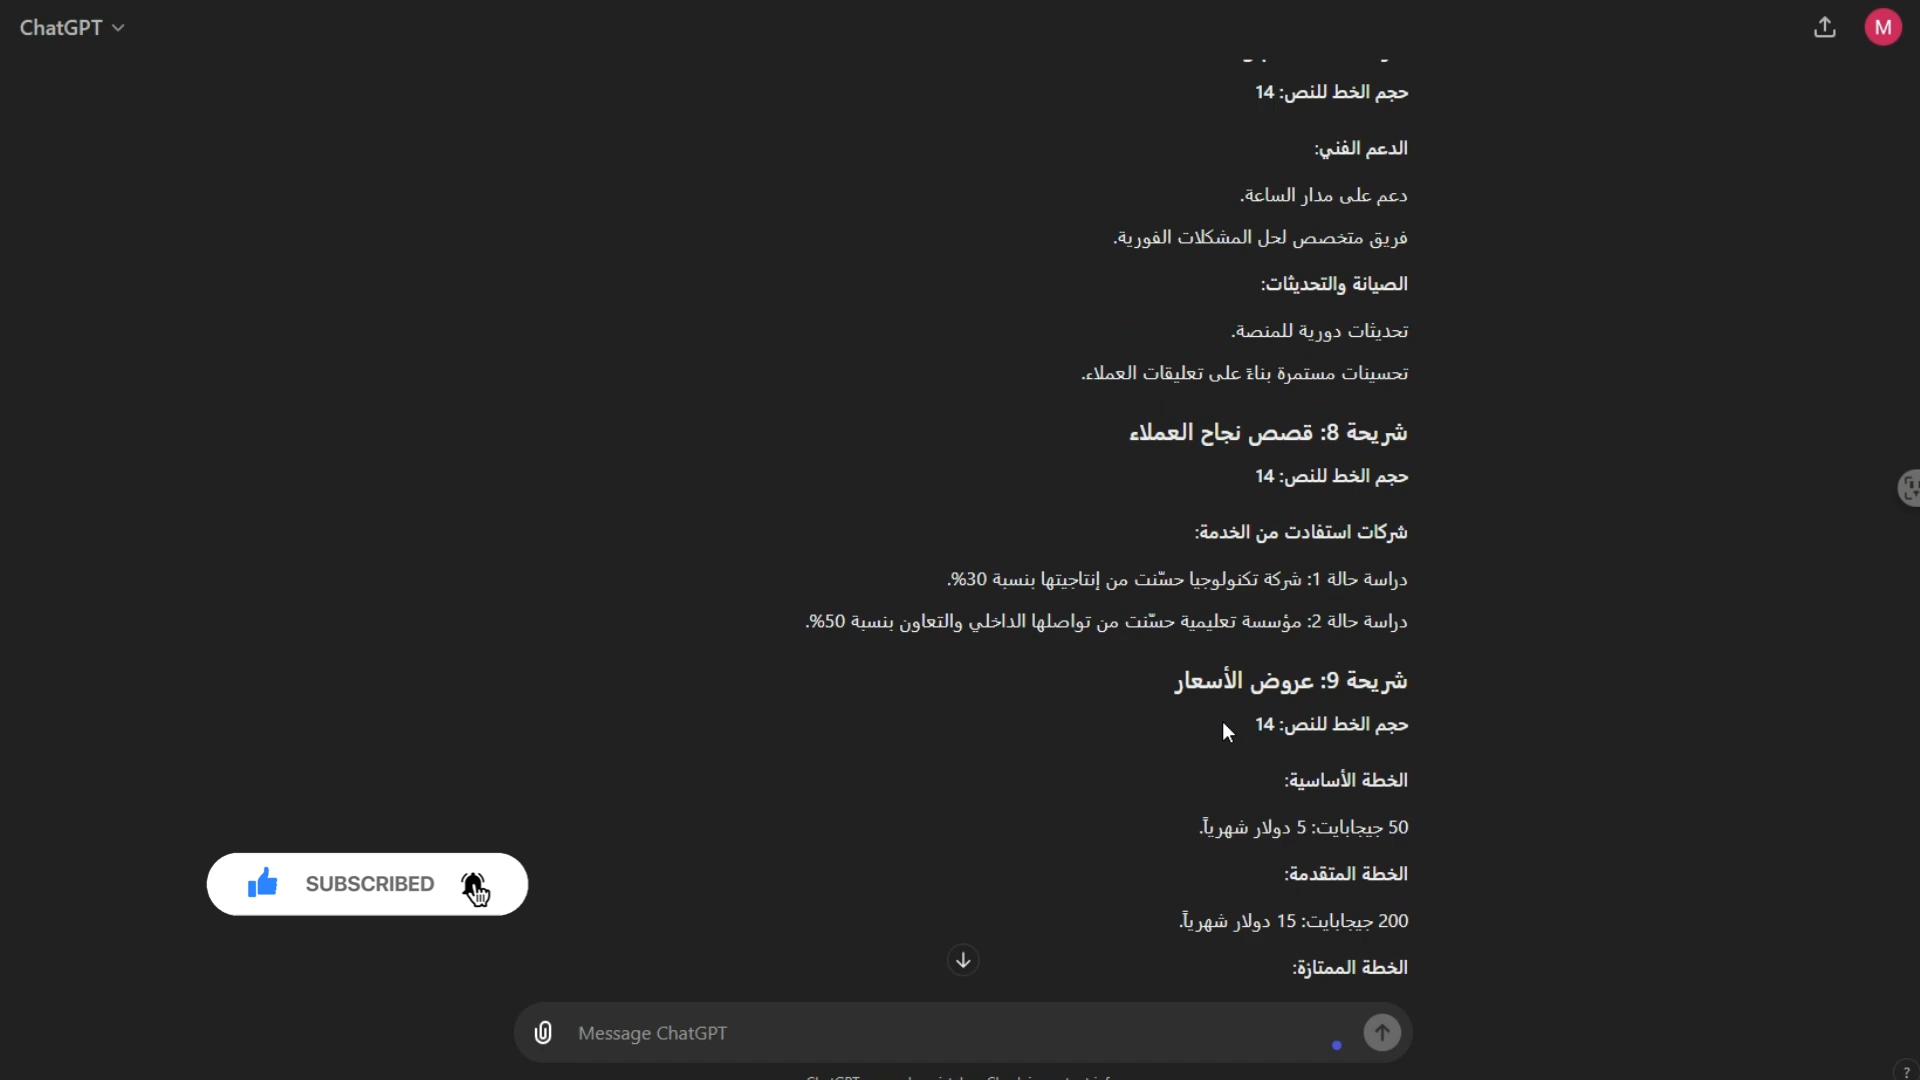 ChatGPT
M
حجم الخط للنص: 14
الدعم الفني:
دعم على مدار الساعة.
فريق متخصص لحل المشكلات الفورية.
الصيانة والتحديثات:
تحديثات دورية للمنصة.
تحسينات مستمرة بناءً على تعليقات العملاء.
شريحة 8: قصص نجاح العملاء
حجم الخط للنص: 14
شركات استفادت من الخدمة:
دراسة حالة 1: شركة تكنولوجيا حسّنت من إنتاجيتها بنسبة 30%.
دراسة حالة 2: مؤسسة تعليمية حسّنت من تواصلها الداخلي والتعاون بنسبة 50%.
شريحة 9: عروض الأسعار
حجم الخط للنص: 14
الخطة الأساسية:
50 جيجابايت: 5 دولار شهرياً.
الخطة المتقدمة:
SUBSCRIBED
200 جيجابايت: 15 دولار شهرياً.
الخطة الممتازة:
Message ChatGPT
?